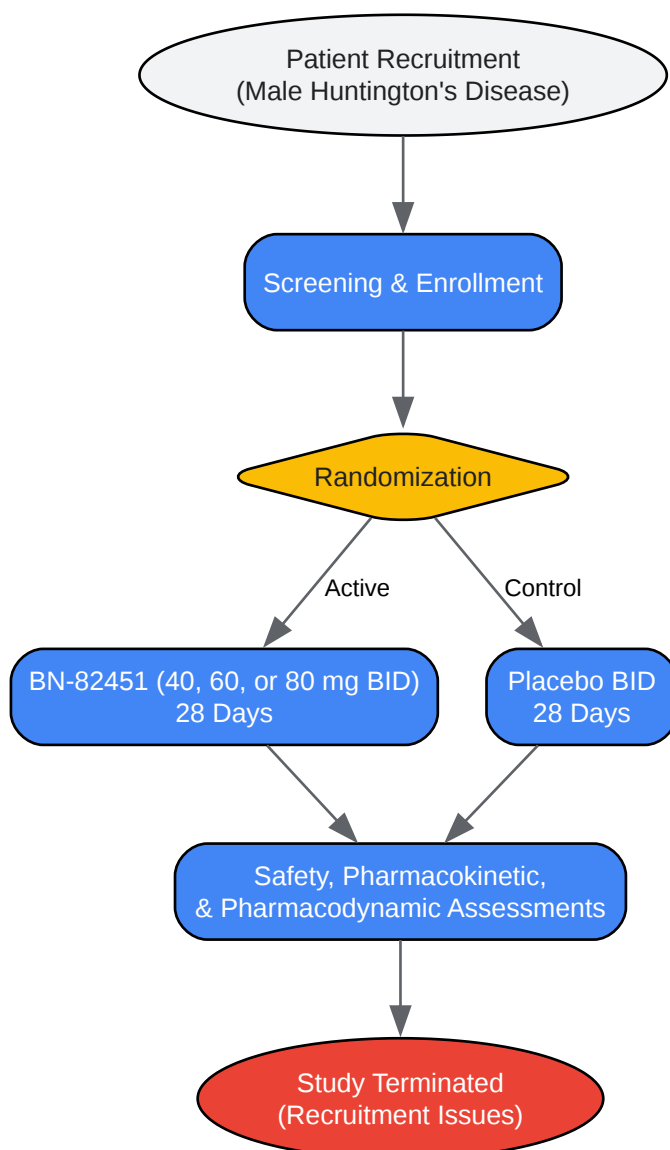 Patient Recruitment
(Male Huntington's Disease)
Screening & Enrollment
Randomization
Active
Control
BN-82451 (40, 60, or 80 mg BID)
28 Days
Placebo BID
28 Days
Safety, Pharmacokinetic,
& Pharmacodynamic Assessments
Study Terminated
(Recruitment Issues)